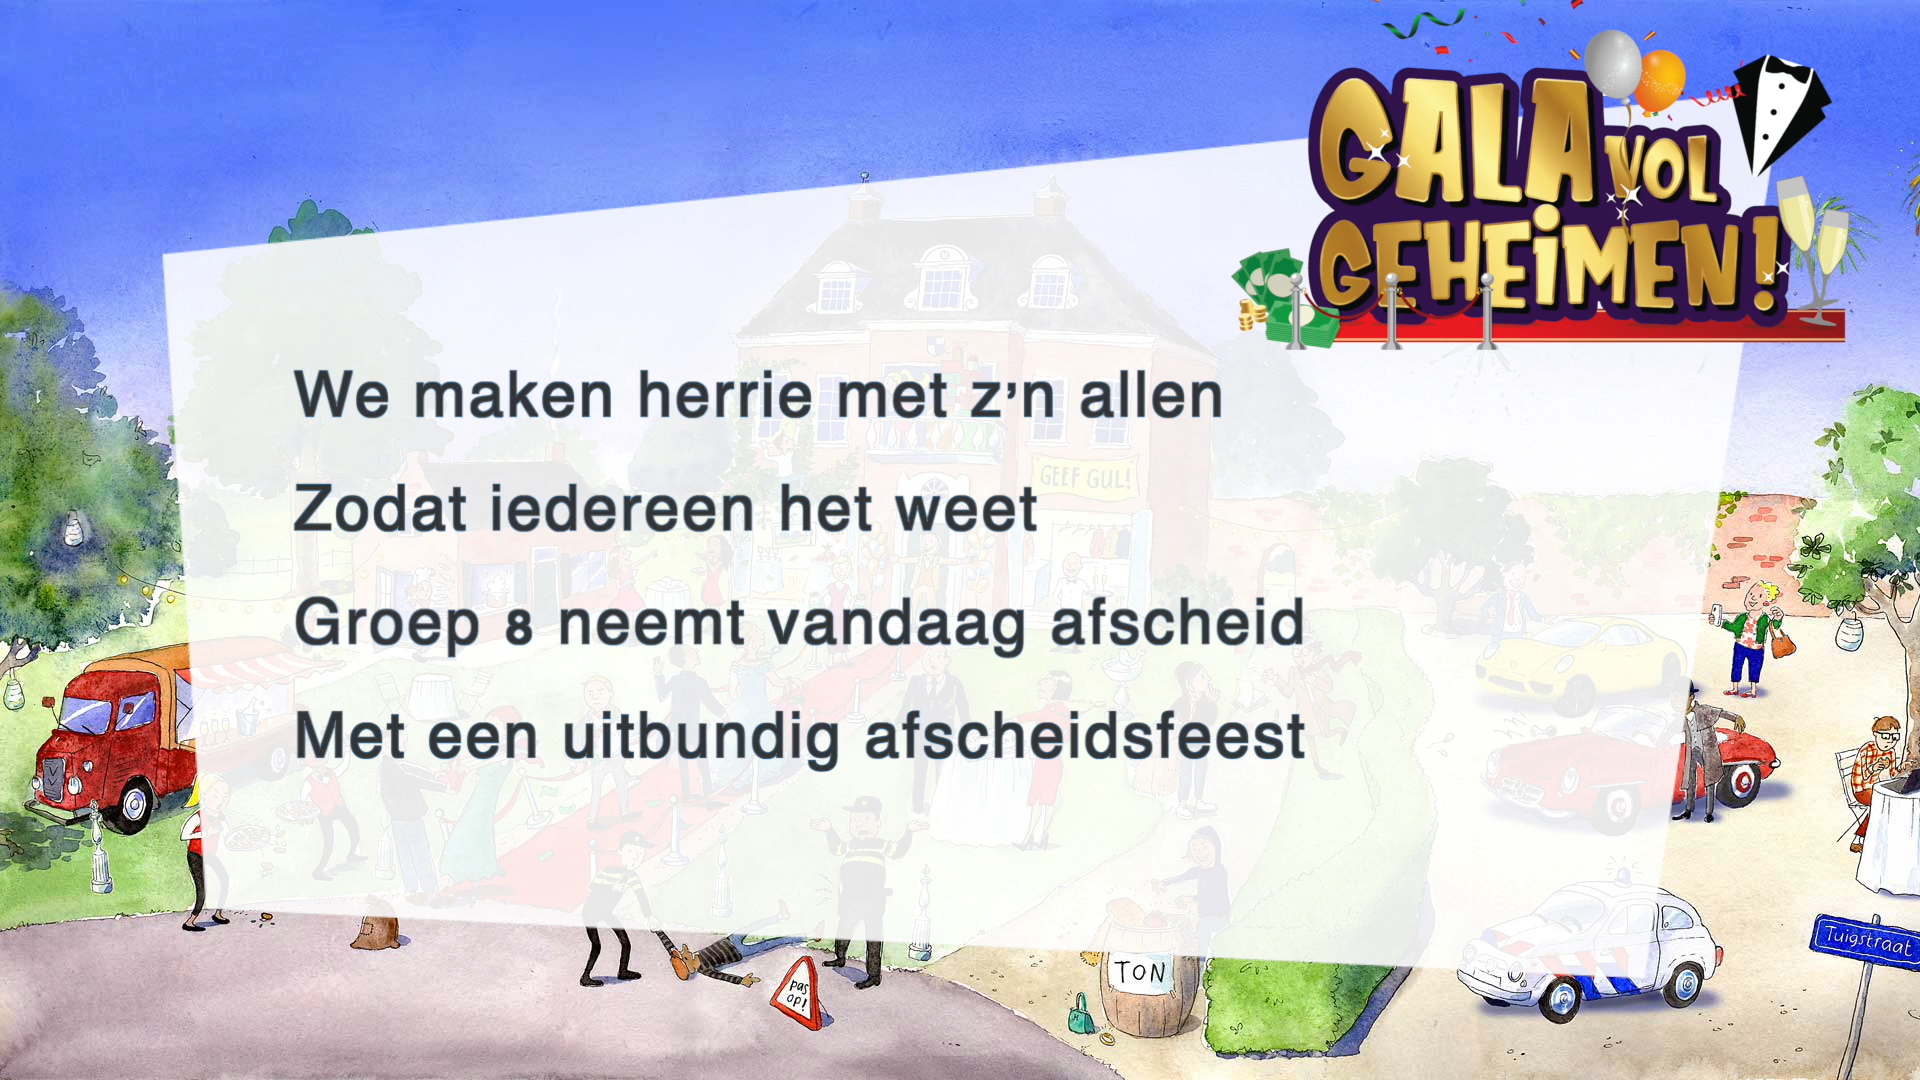 GALA VOL
GEHEIMEN!
We maken herrie met z'n allen
GEEF GUL!
Zodat iedereen het weet
Groep 8 neemt vandaag afscheid
Met een uitbundig afscheidsfeest
Tuigstraat
TON
pas
op!